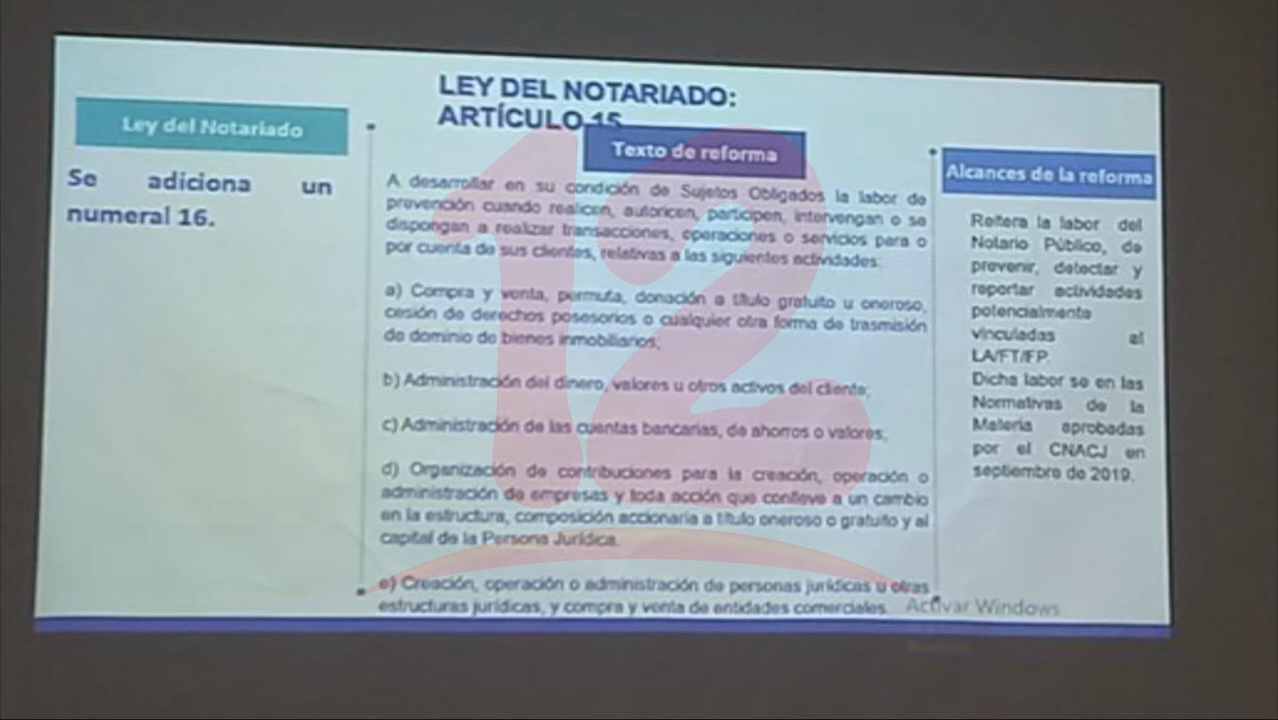 LEY DEL NOTARIADO:
ARTÍCULO 15
Ley del Notariado
Se adiciona un
numeral 16.
Texto de reforma
A desarrollar en su condición de Sujetos Obligados la labor de
prevención cuando realicen, autoricen, participen, intervengan o se
dispongan a realizar transacciones, operaciones o servicios para o
por cuenta de sus clientes, relativas a las siguientes actividades:
a) Compra y venta, permuta, donación a título gratuito u oneroso,
cesión de derechos posesorios o cualquier otra forma de trasmisión
de dominio de bienes inmobiliarios;
b) Administración del dinero, valores u otros activos del cliente;
c) Administración de las cuentas bancarias, de ahorros o valores;
d) Organización de contribuciones para la creación, operación o
administración de empresas y toda acción que conlleve a un cambio
en la estructura, composición accionaria a título oneroso o gratuito y al
capital de la Persona Jurídica.
e) Creación, operación o administración de personas jurídicas u otras
estructuras jurídicas, y compra y venta de entidades comerciales.
Alcances de la reforma
Reitera la labor del
Notario Público, de
prevenir, detectar y
reportar actividades
potencialmente
vinculadas al
LA/FT/FP.
Dicha labor se en las
Normativas de la
Materia aprobadas
por el CNACJ en
septiembre de 2019.
Activar Windows
12